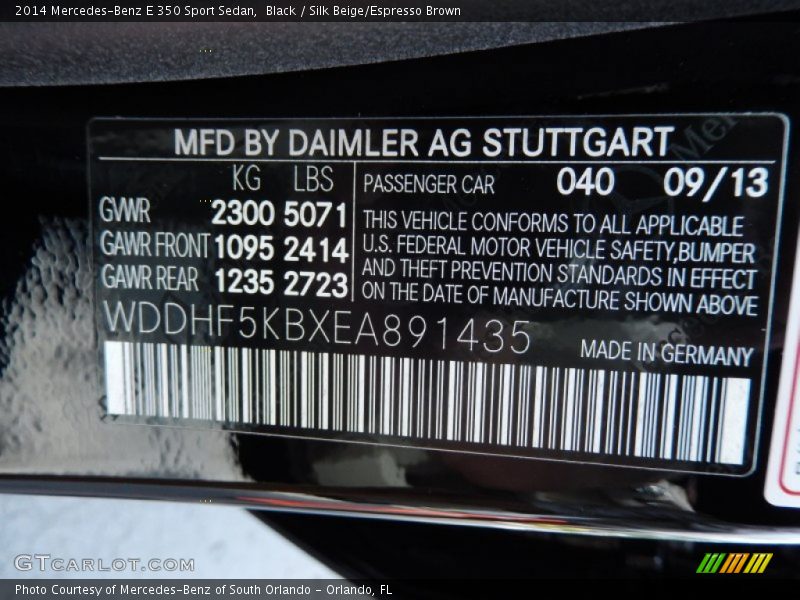 2014 Mercedes-Benz E 350 Sport Sedan,  Black / Silk Beige/Espresso Brown
MFD BY DAIMLER AG STUTTGART
KG LBS
GVWR 2300 5071
GAWR FRONT 1095 2414
GAWR REAR 1235 2723
PASSENGER CAR 040 09/13
THIS VEHICLE CONFORMS TO ALL APPLICABLE
U.S. FEDERAL MOTOR VEHICLE SAFETY,BUMPER
AND THEFT PREVENTION STANDARDS IN EFFECT
ON THE DATE OF MANUFACTURE SHOWN ABOVE
WDDHF5KBXEA891435
MADE IN GERMANY
GTCARLOT.COM
Photo Courtesy of Mercedes-Benz of South Orlando - Orlando, FL